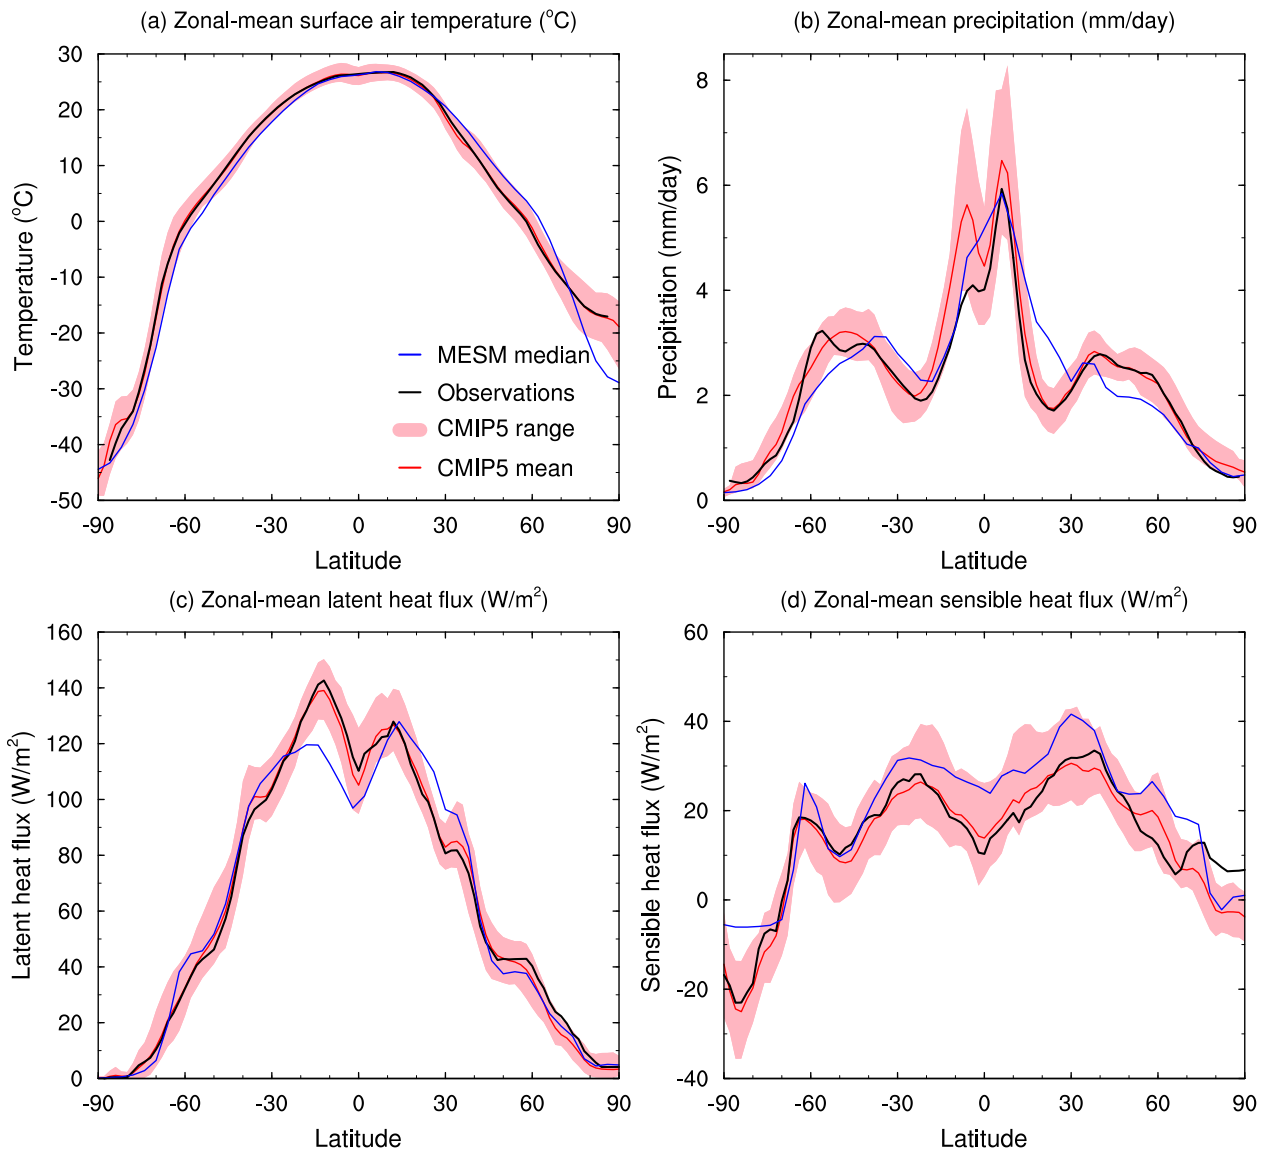 (a) Zonal-mean surface air temperature (°C)
30
20
10
0
-10
-20
-30
-40
-50
Temperature (°C)
MESM median
Observations
CMIP5 range
CMIP5 mean
-90 -60 -30 0 30 60 90
Latitude
(b) Zonal-mean precipitation (mm/day)
8
6
4
2
0
Precipitation (mm/day)
-90 -60 -30 0 30 60 90
Latitude
(c) Zonal-mean latent heat flux (W/m²)
160
140
120
100
80
60
40
20
0
Latent heat flux (W/m²)
-90 -60 -30 0 30 60 90
Latitude
(d) Zonal-mean sensible heat flux (W/m²)
60
40
20
0
-20
-40
Sensible heat flux (W/m²)
-90 -60 -30 0 30 60 90
Latitude